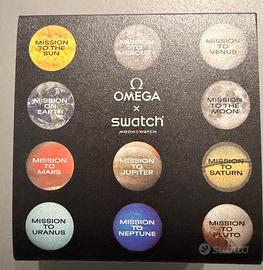 MISSION
TO THE
SUN
MISSION
TO
MERCURY
MISSION
TO
VENUS
MISSION
ON
EARTH
Ω
OMEGA
×
swatch
MOONSWATCH
MISSION
TO THE
MOON
MISSION
TO
MARS
MISSION
TO
JUPITER
MISSION
TO
SATURN
MISSION
TO
URANUS
MISSION
TO
NEPTUNE
MISSION
TO
PLUTO
subito